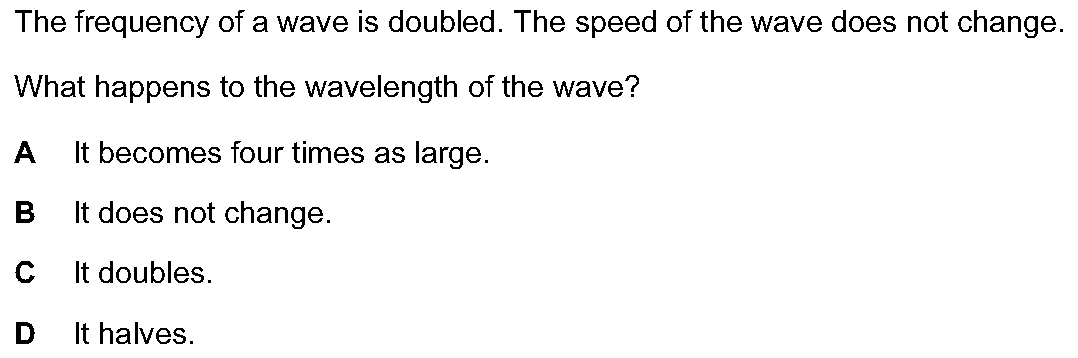 The frequency of a wave is doubled. The speed of the wave does not change.
What happens to the wavelength of the wave?
A It becomes four times as large.
B It does not change.
C It doubles.
D It halves.